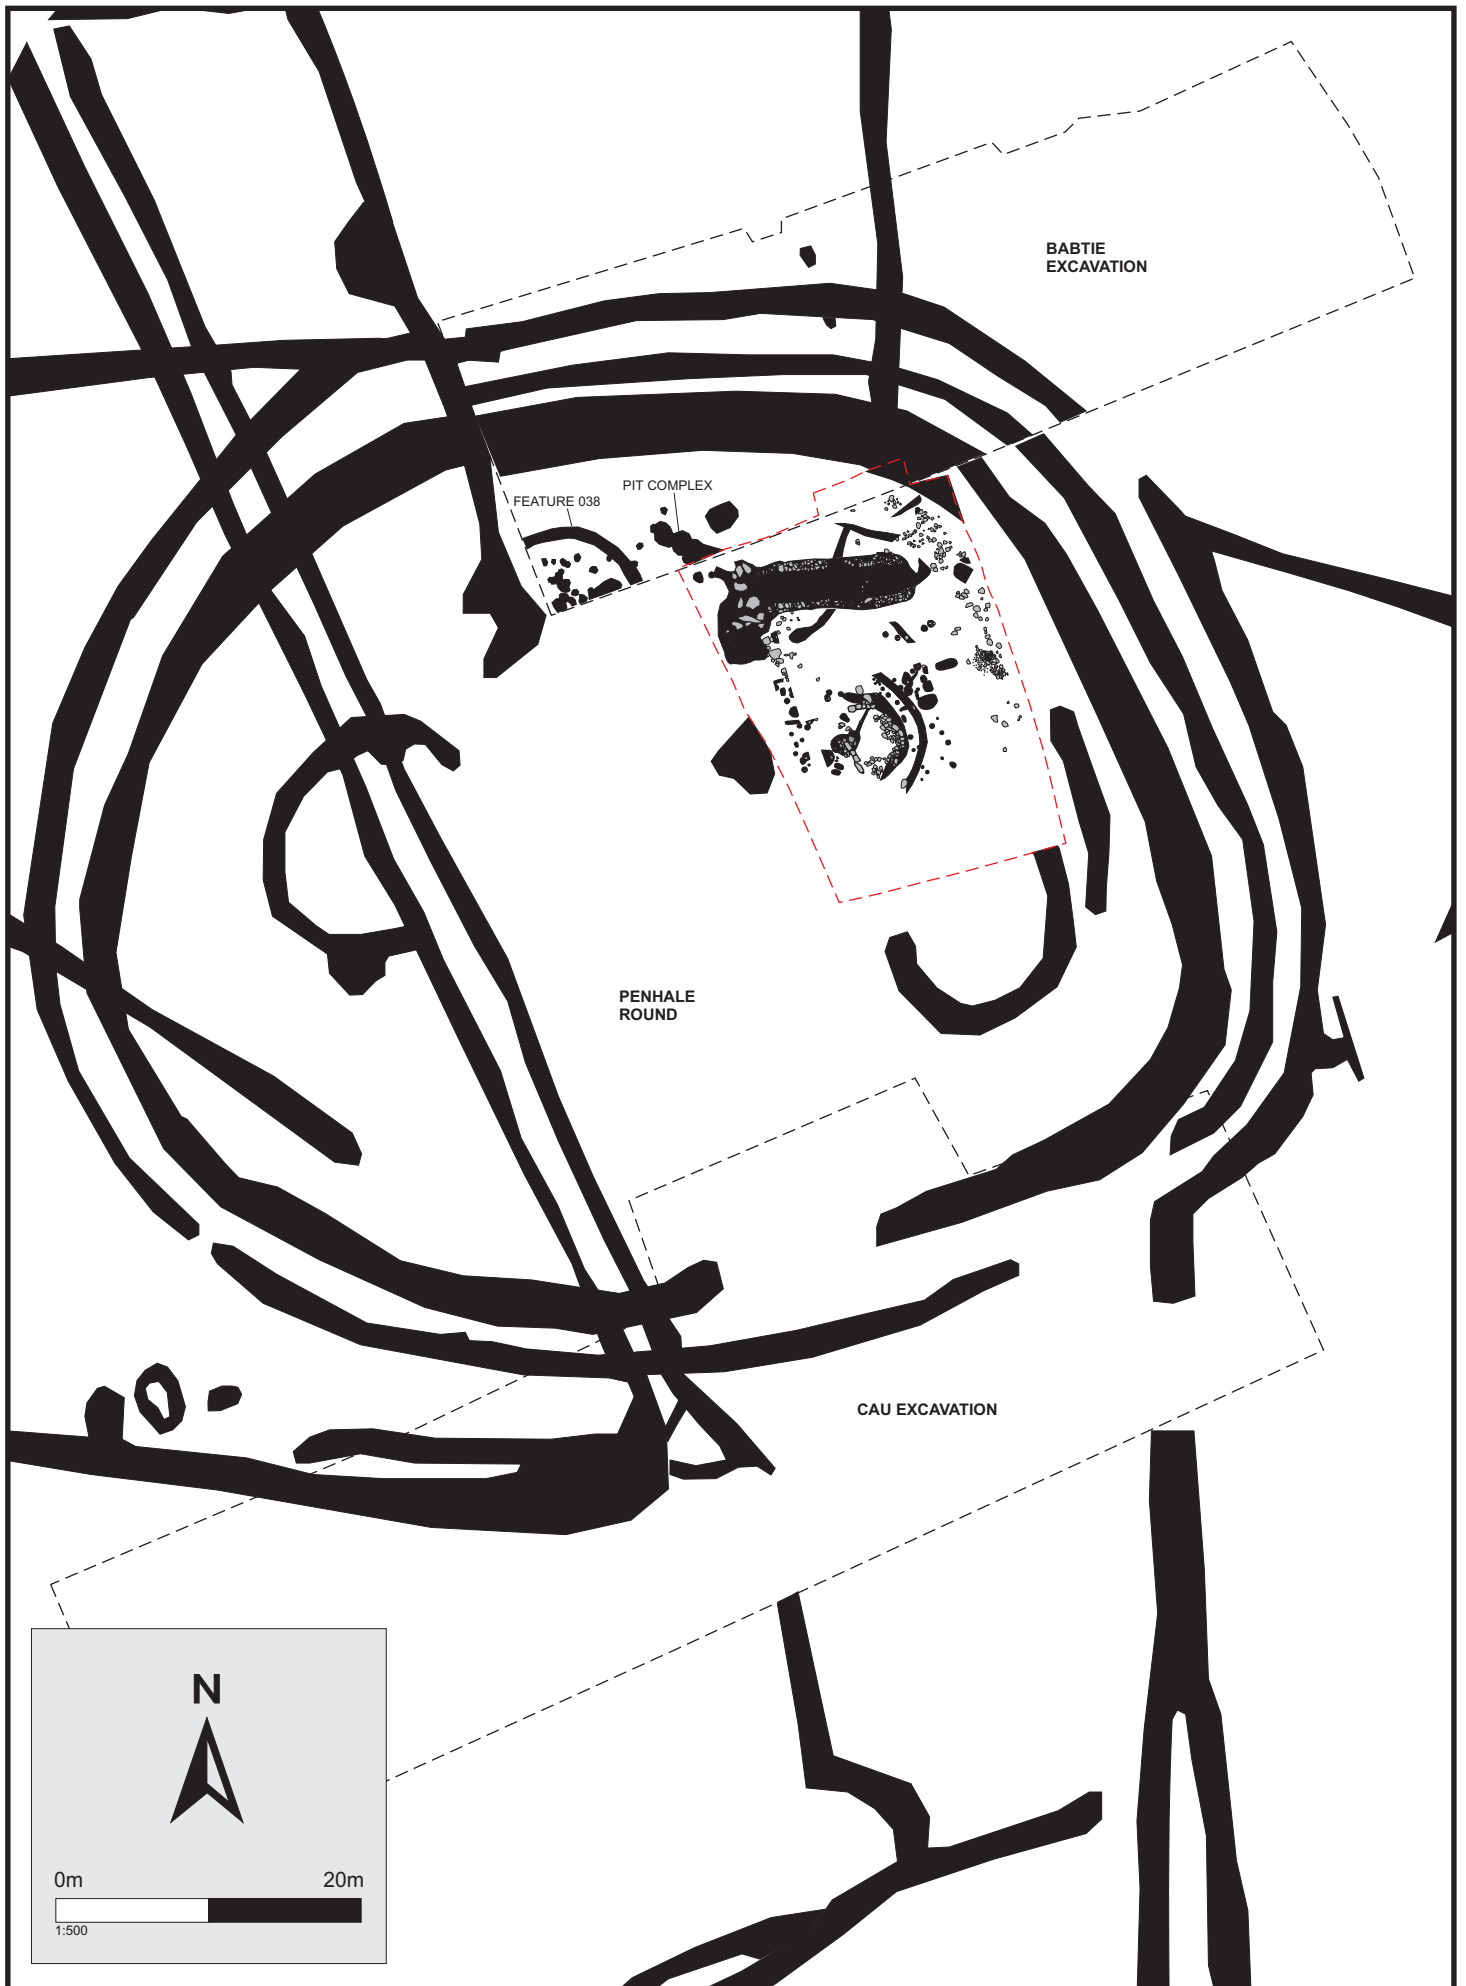 BABTIE
EXCAVATION
PIT COMPLEX
FEATURE 038
PENHALE
ROUND
CAU EXCAVATION
N
0m 20m
1:500